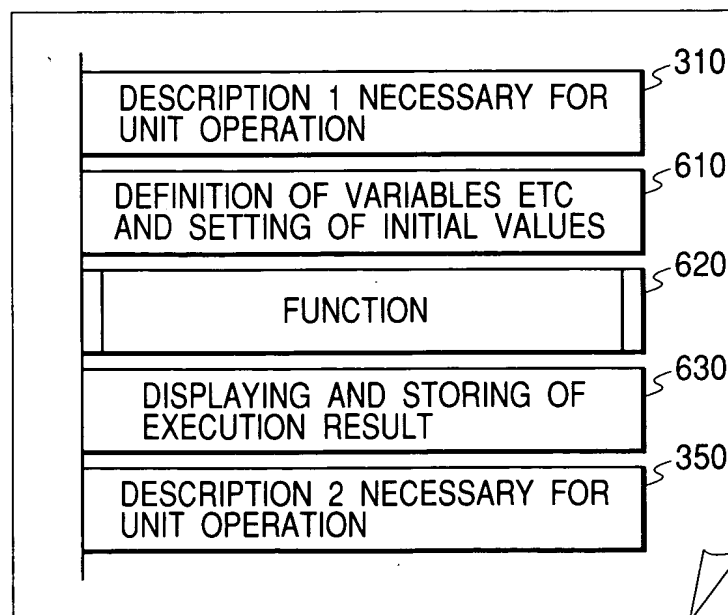 310
DESCRIPTION 1 NECESSARY FOR
UNIT OPERATION
610
DEFINITION OF VARIABLES ETC
AND SETTING OF INITIAL VALUES
620
FUNCTION
630
DISPLAYING AND STORING OF
EXECUTION RESULT
350
DESCRIPTION 2 NECESSARY FOR
UNIT OPERATION